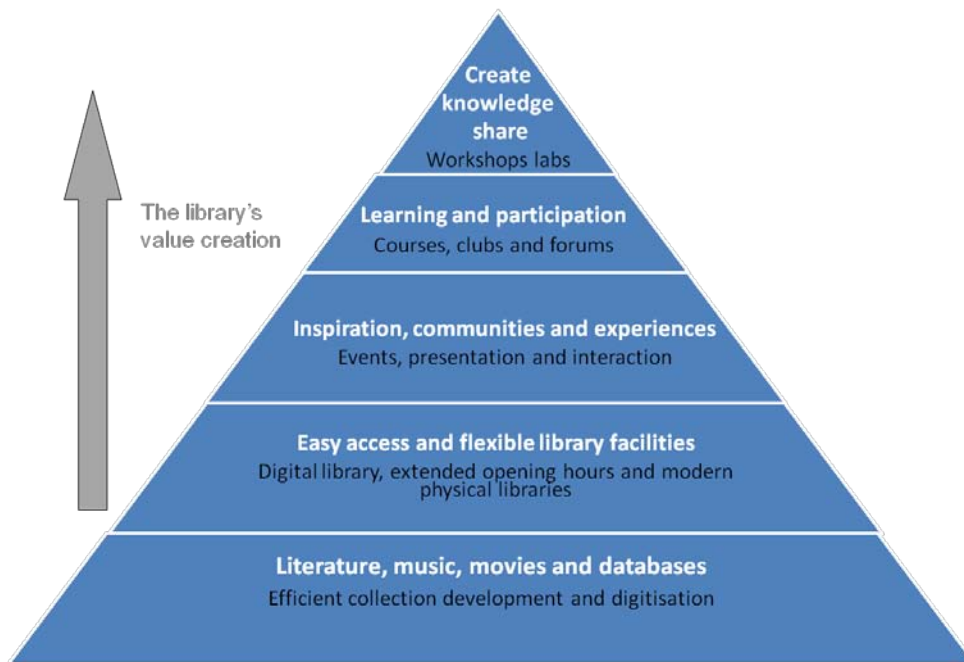 Create
knowledge
share
Workshops labs
The library's
value creation
Learning and participation
Courses, clubs and forums
Inspiration, communities and experiences
Events, presentation and interaction
Easy access and flexible library facilities
Digital library, extended opening hours and modern
physical libraries
Literature, music, movies and databases
Efficient collection development and digitisation